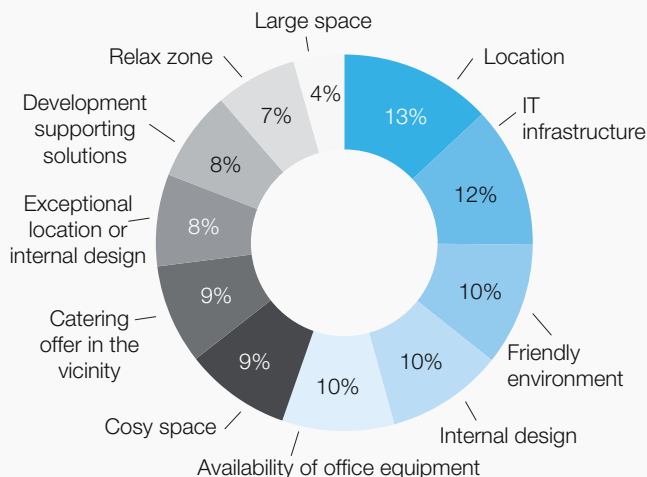 Large space
4%
Location
13%
IT
infrastructure
12%
Friendly
environment
10%
Internal design
10%
Availability of office equipment
10%
Cosy space
9%
Catering
offer in the
vicinity
9%
Exceptional
location or
internal design
8%
Development
supporting
solutions
8%
Relax zone
7%